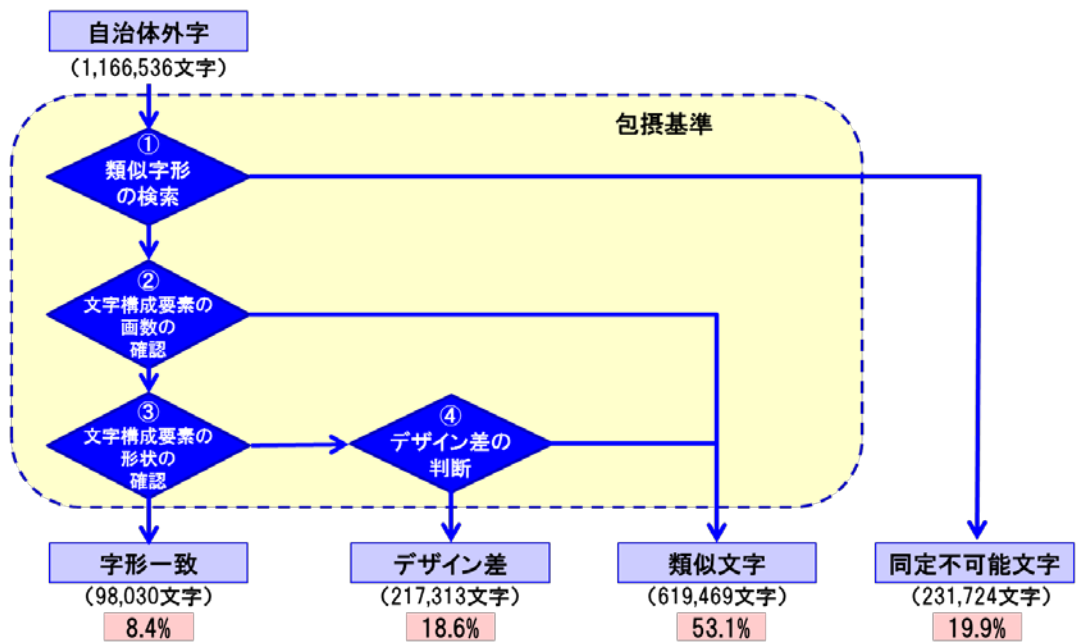 自治体外字
（1,166,536文字）
包摂基準
①
類似字形
の検索
②
文字構成要素の
画数の
確認
③
文字構成要素の
形状の
確認
④
デザイン差の
判断
字形一致
（98,030文字）
8.4%
デザイン差
（217,313文字）
18.6%
類似文字
（619,469文字）
53.1%
同定不可能文字
（231,724文字）
19.9%